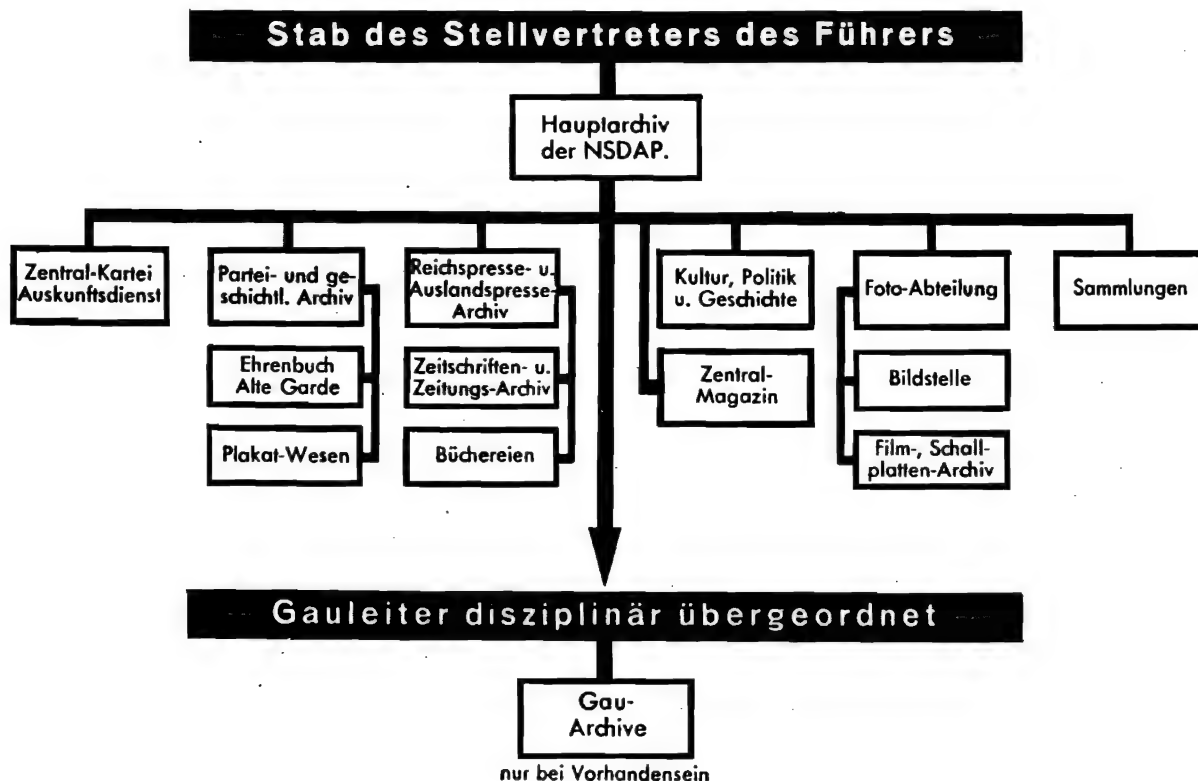 Stab des Stellvertreters des Führers
Hauptarchiv
der NSDAP.
Zentral-Kartei
Auskunftsdienst
Partei- und ge-
schichtl. Archiv
Reichspresse- u.
Auslandspresse-
Archiv
Kultur, Politik
u. Geschichte
Foto-Abteilung
Sammlungen
Ehrenbuch
Alte Garde
Zeitschriften- u.
Zeitungs-Archiv
Zentral-
Magazin
Bildstelle
Plakat-Wesen
Büchereien
Film-, Schall-
platten-Archiv
Gauleiter disziplinär übergeordnet
Gau-
Archive
nur bei Vorhandensein